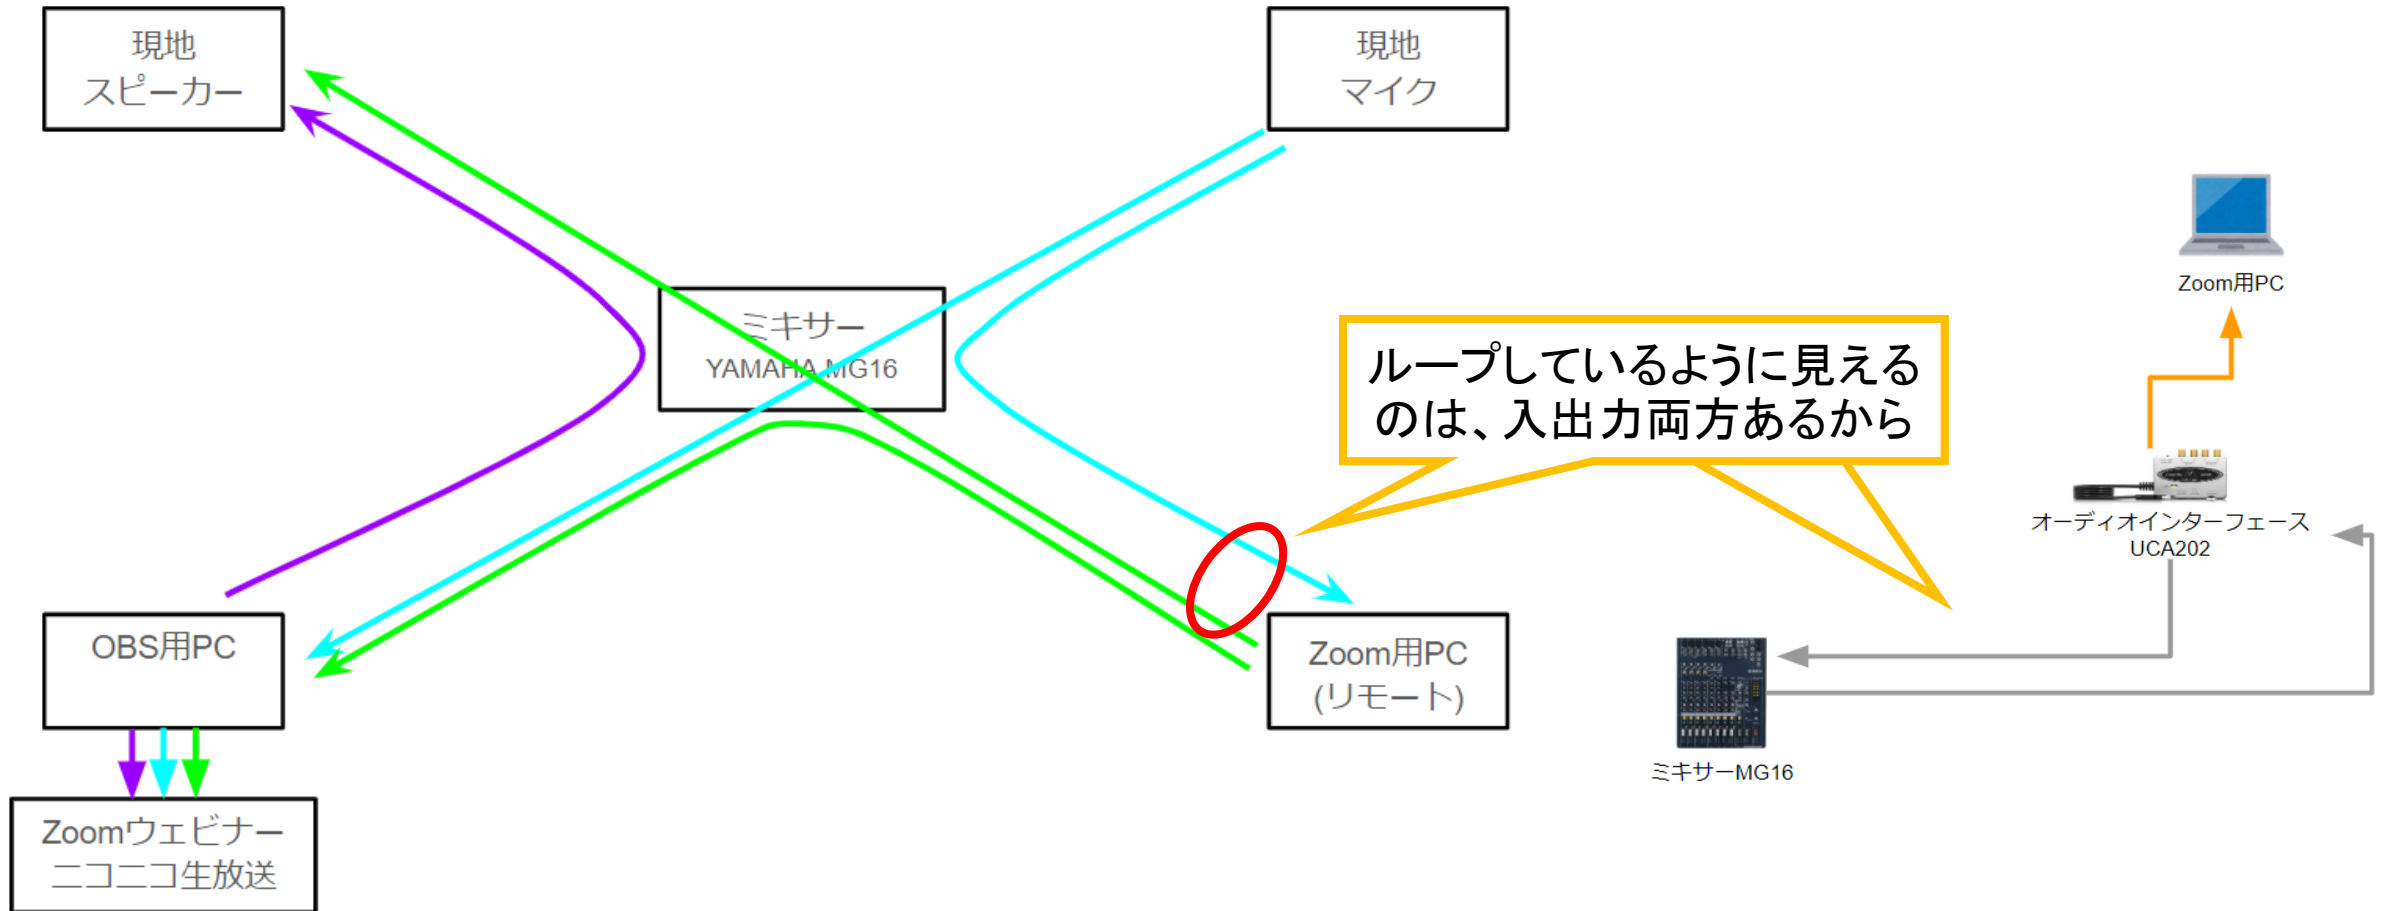 現地
スピーカー
現地
マイク
ミキサー
YAMAHA MG16
ループしているように見える
のは、入出力両方あるから
Zoom用PC
オーディオインターフェース
UCA202
OBS用PC
Zoom用PC
(リモート)
ミキサーMG16
Zoomウェビナー
ニコニコ生放送